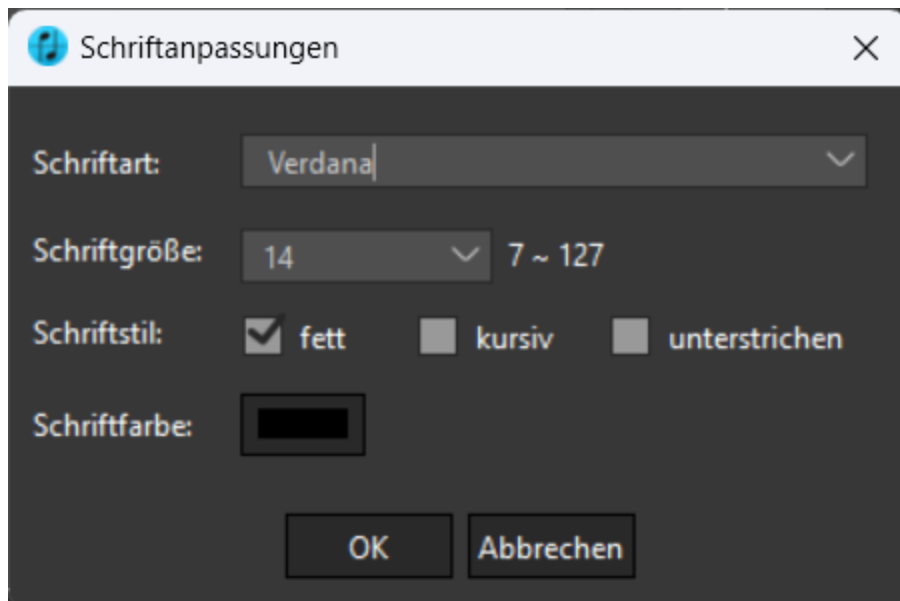 Schriftanpassungen
Schriftart: Verdana
Schriftgröße: 14 7 ~ 127
Schriftstil: fett kursiv unterstrichen
Schriftfarbe:
OK Abbrechen